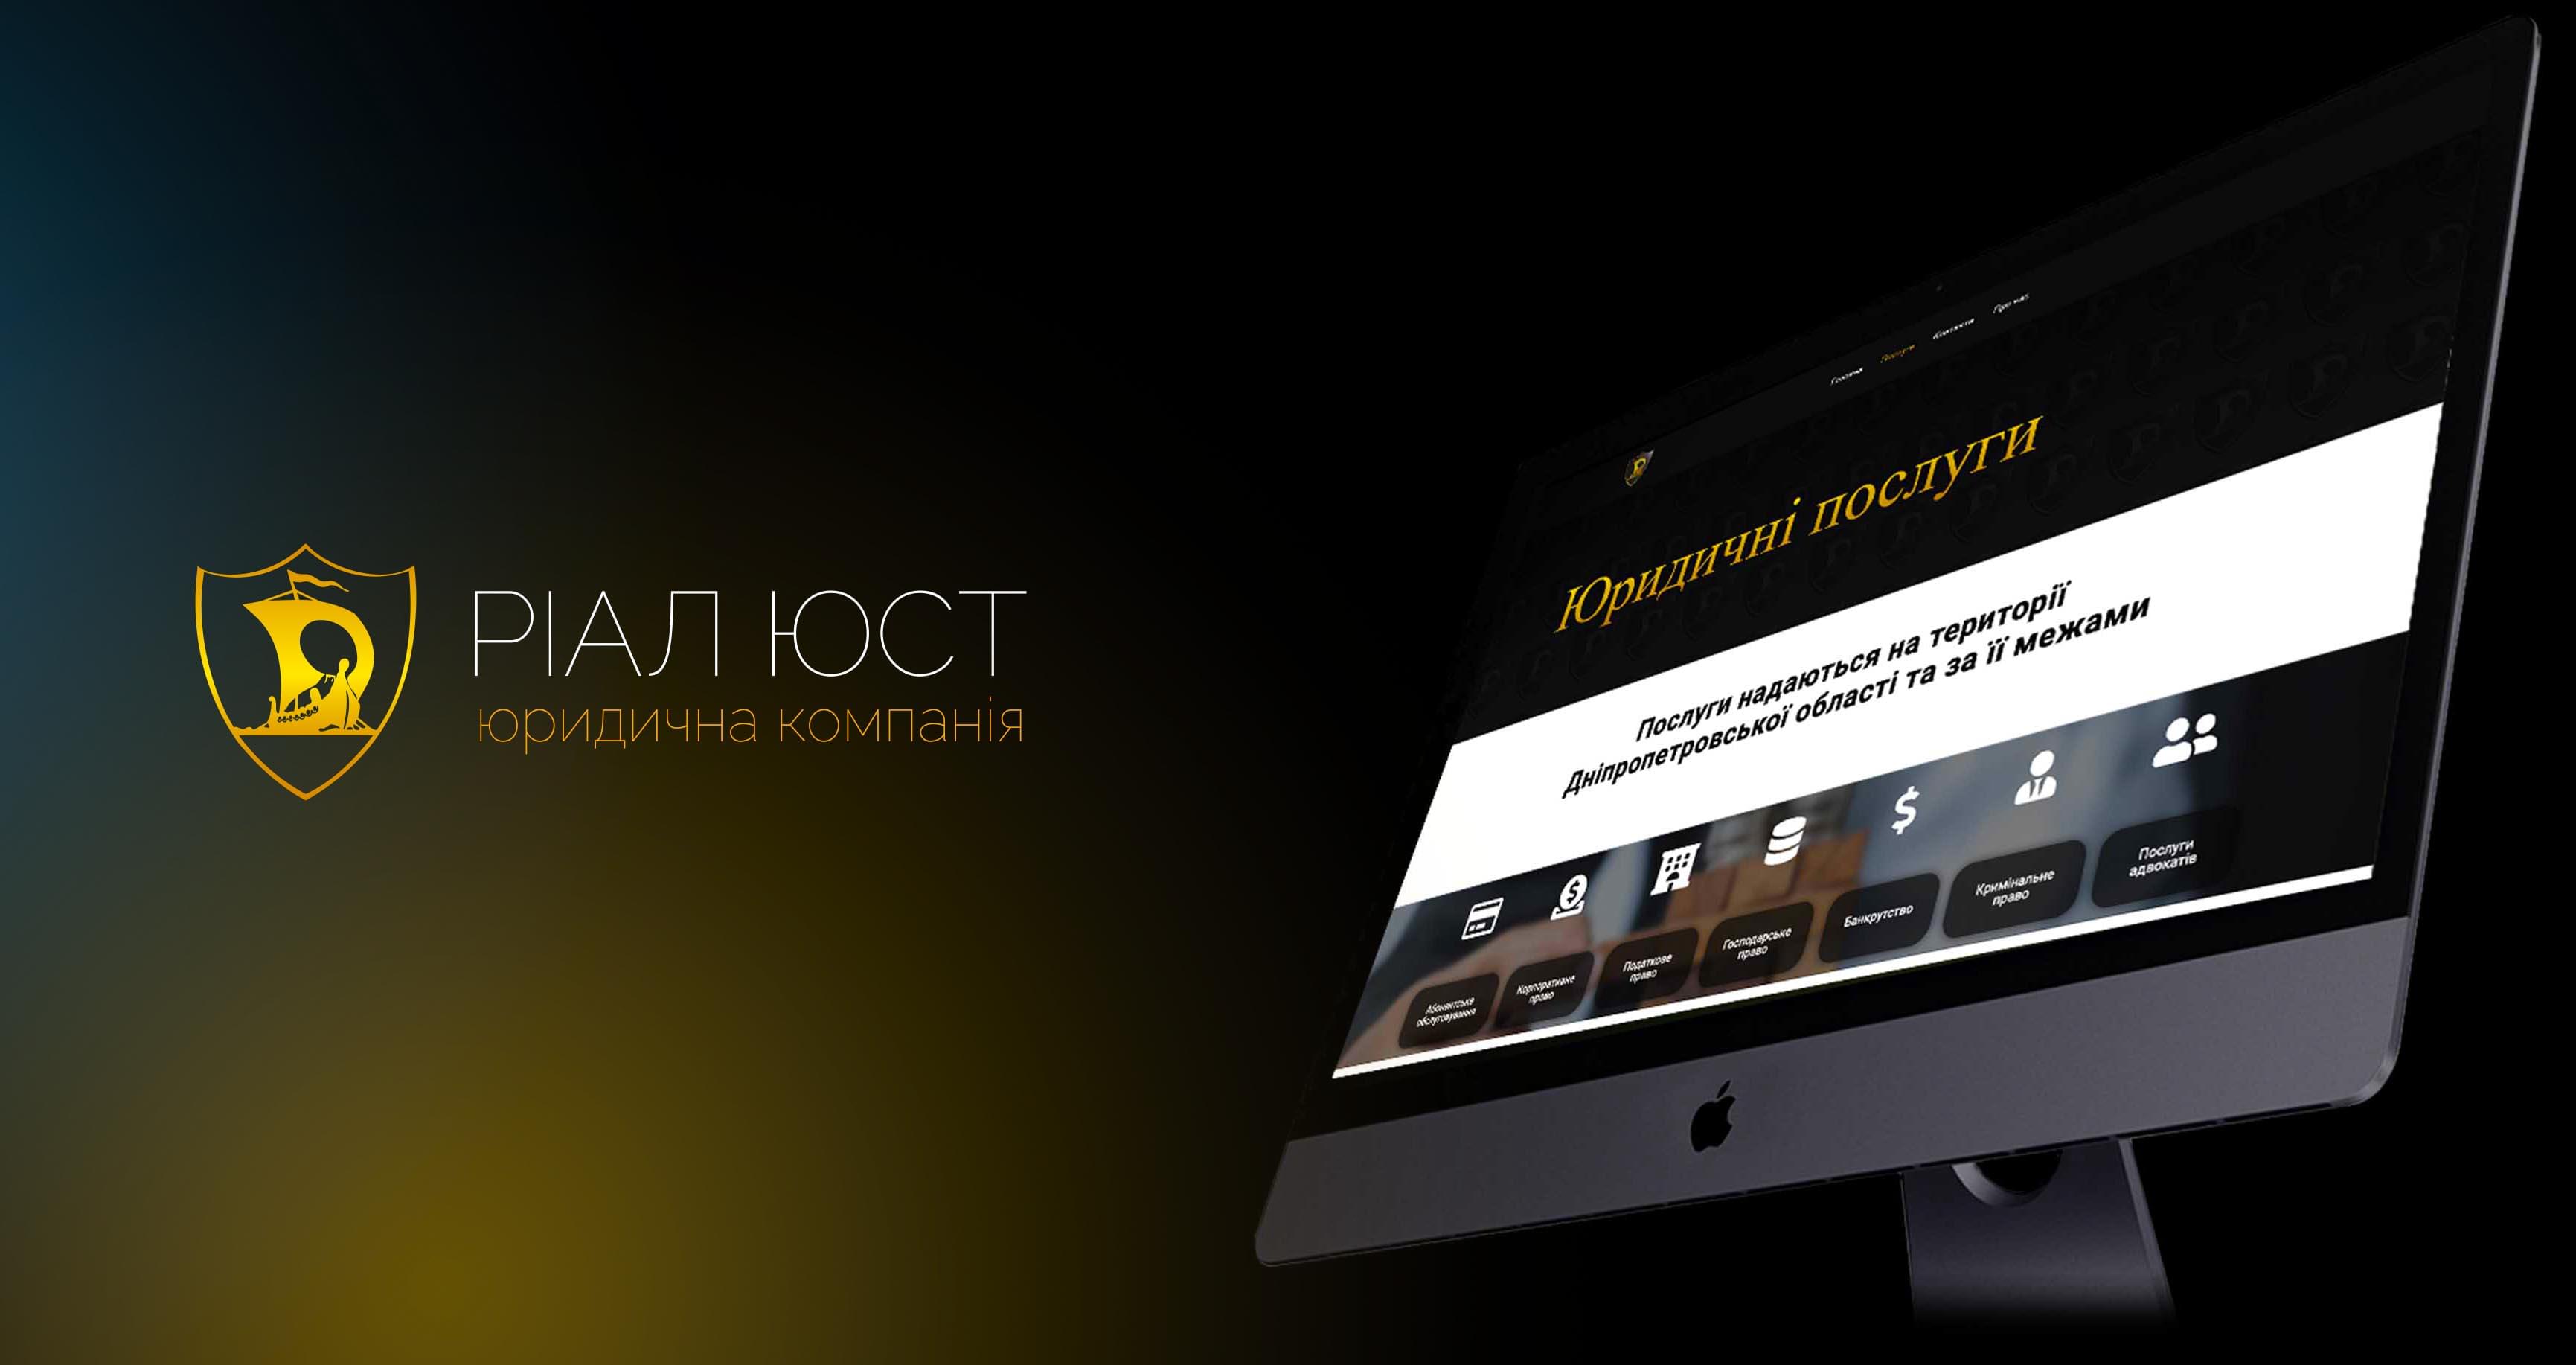 РІАЛ ЮСТ
юридична компанія
Головна Послуги Контакти Про нас
Юридичні послуги
Послуги надаються на території
Дніпропетровської області та за її межами
Абонентське
обслуговування
Корпоративне
право
Податкове
право
Господарське
право
Банкрутство
Кримінальне
право
Послуги
адвокатів